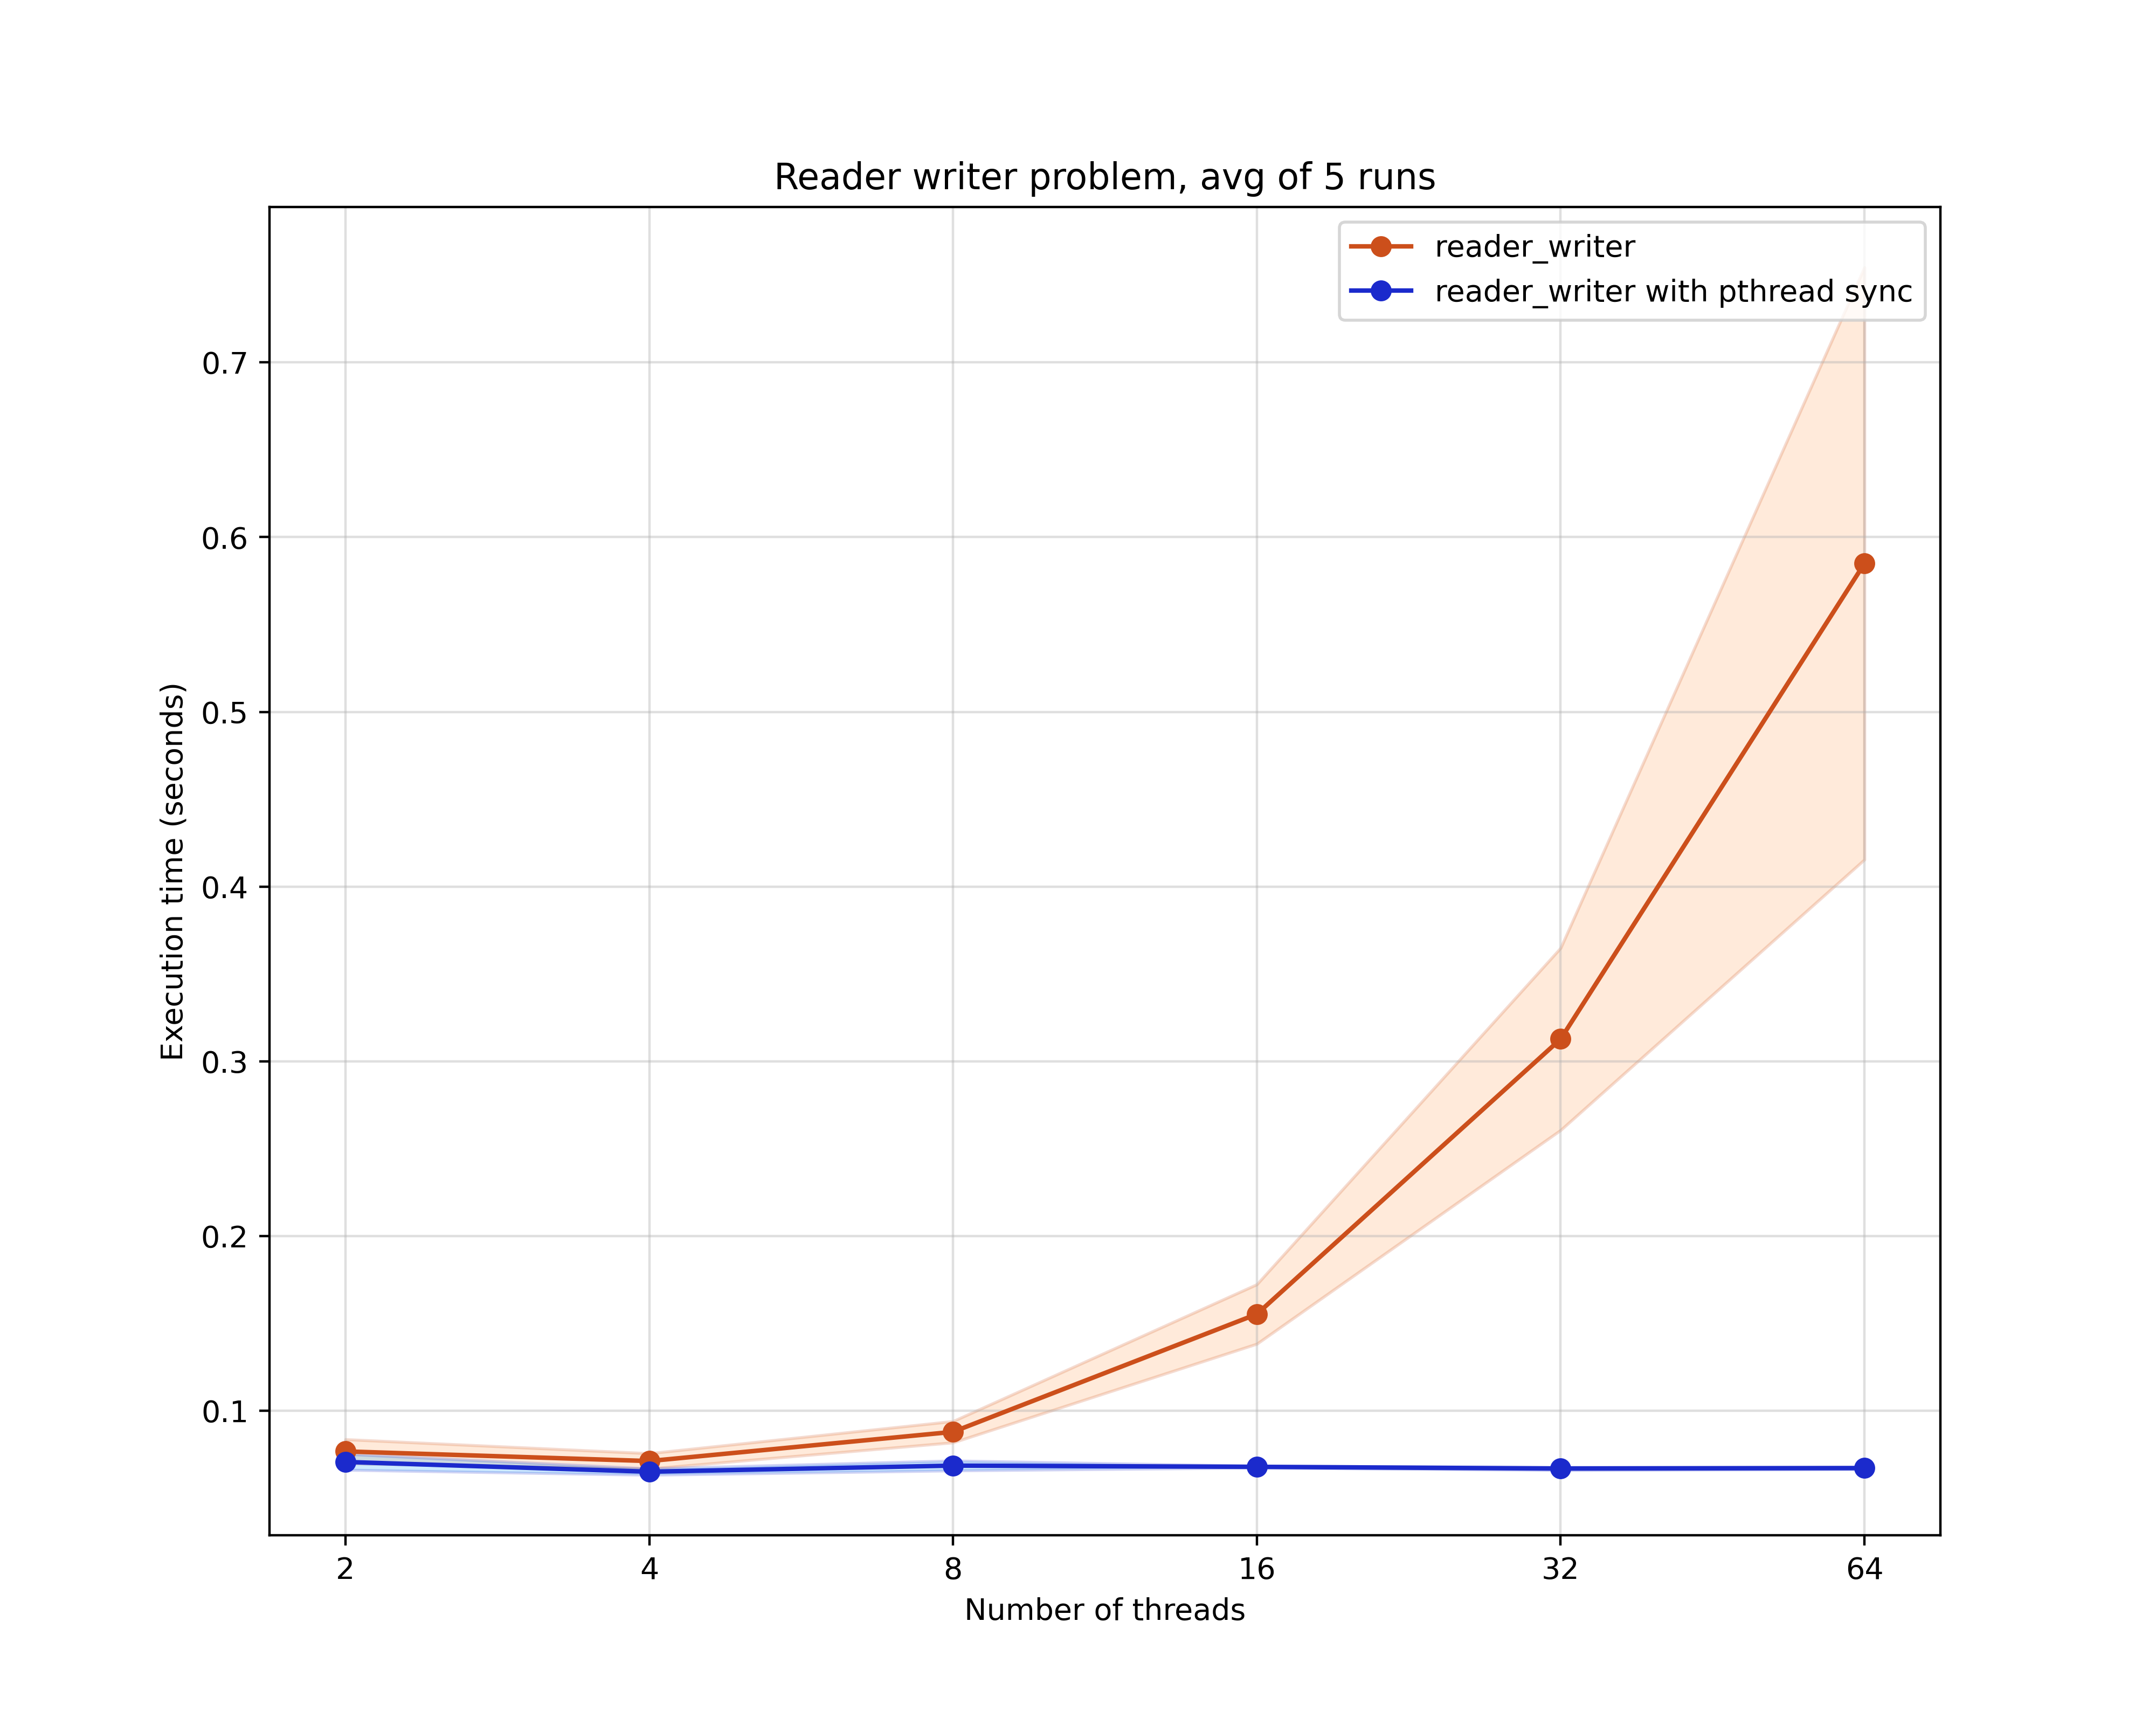 Reader writer problem, avg of 5 runs
reader_writer
reader_writer with pthread sync
0.7
0.6
0.5
0.4
0.3
0.2
0.1
Execution time (seconds)
2 4 8 16 32 64
Number of threads